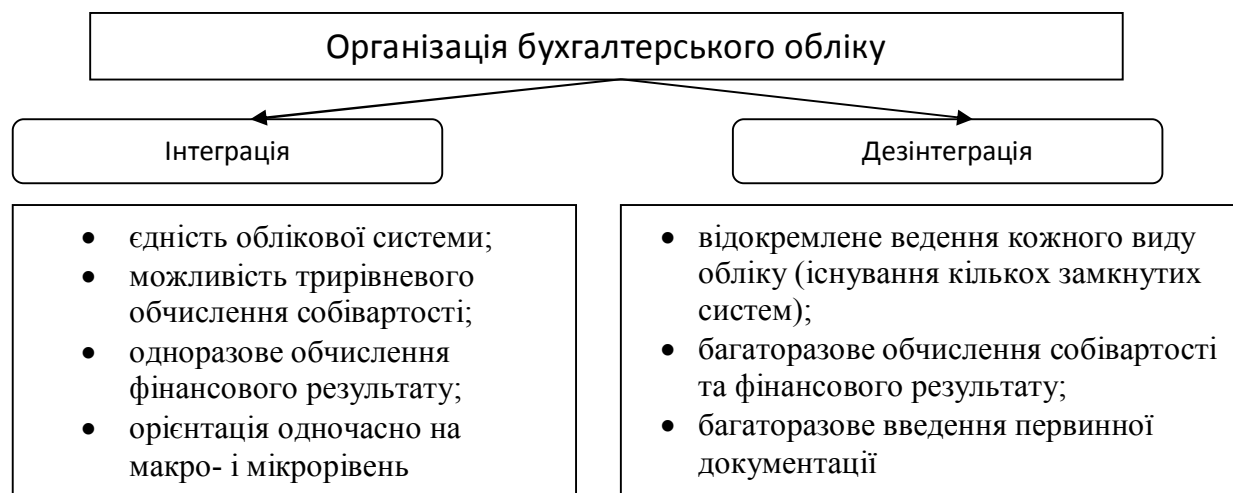 Організація бухгалтерського обліку
Інтеграція
Дезінтеграція
• єдність облікової системи;
• можливість трирівневого
обчислення собівартості;
• одноразове обчислення
фінансового результату;
• орієнтація одночасно на
макро- і мікрорівень
• відокремлене ведення кожного виду
обліку (існування кількох замкнутих
систем);
• багаторазове обчислення собівартості
та фінансового результату;
• багаторазове введення первинної
документації